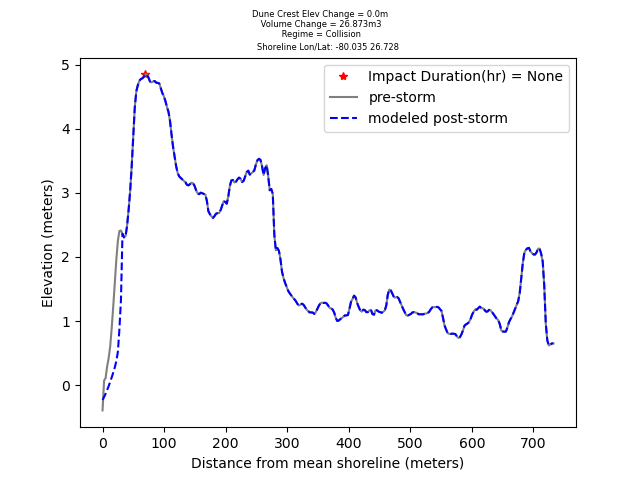 Dune Crest Elev Change = 0.0m
Volume Change = 26.873m3
Regime = Collision
Shoreline Lon/Lat: -80.035 26.728
Impact Duration(hr) = None
pre-storm
modeled post-storm
Elevation (meters)
5
4
3
2
1
0
0 100 200 300 400 500 600 700
Distance from mean shoreline (meters)